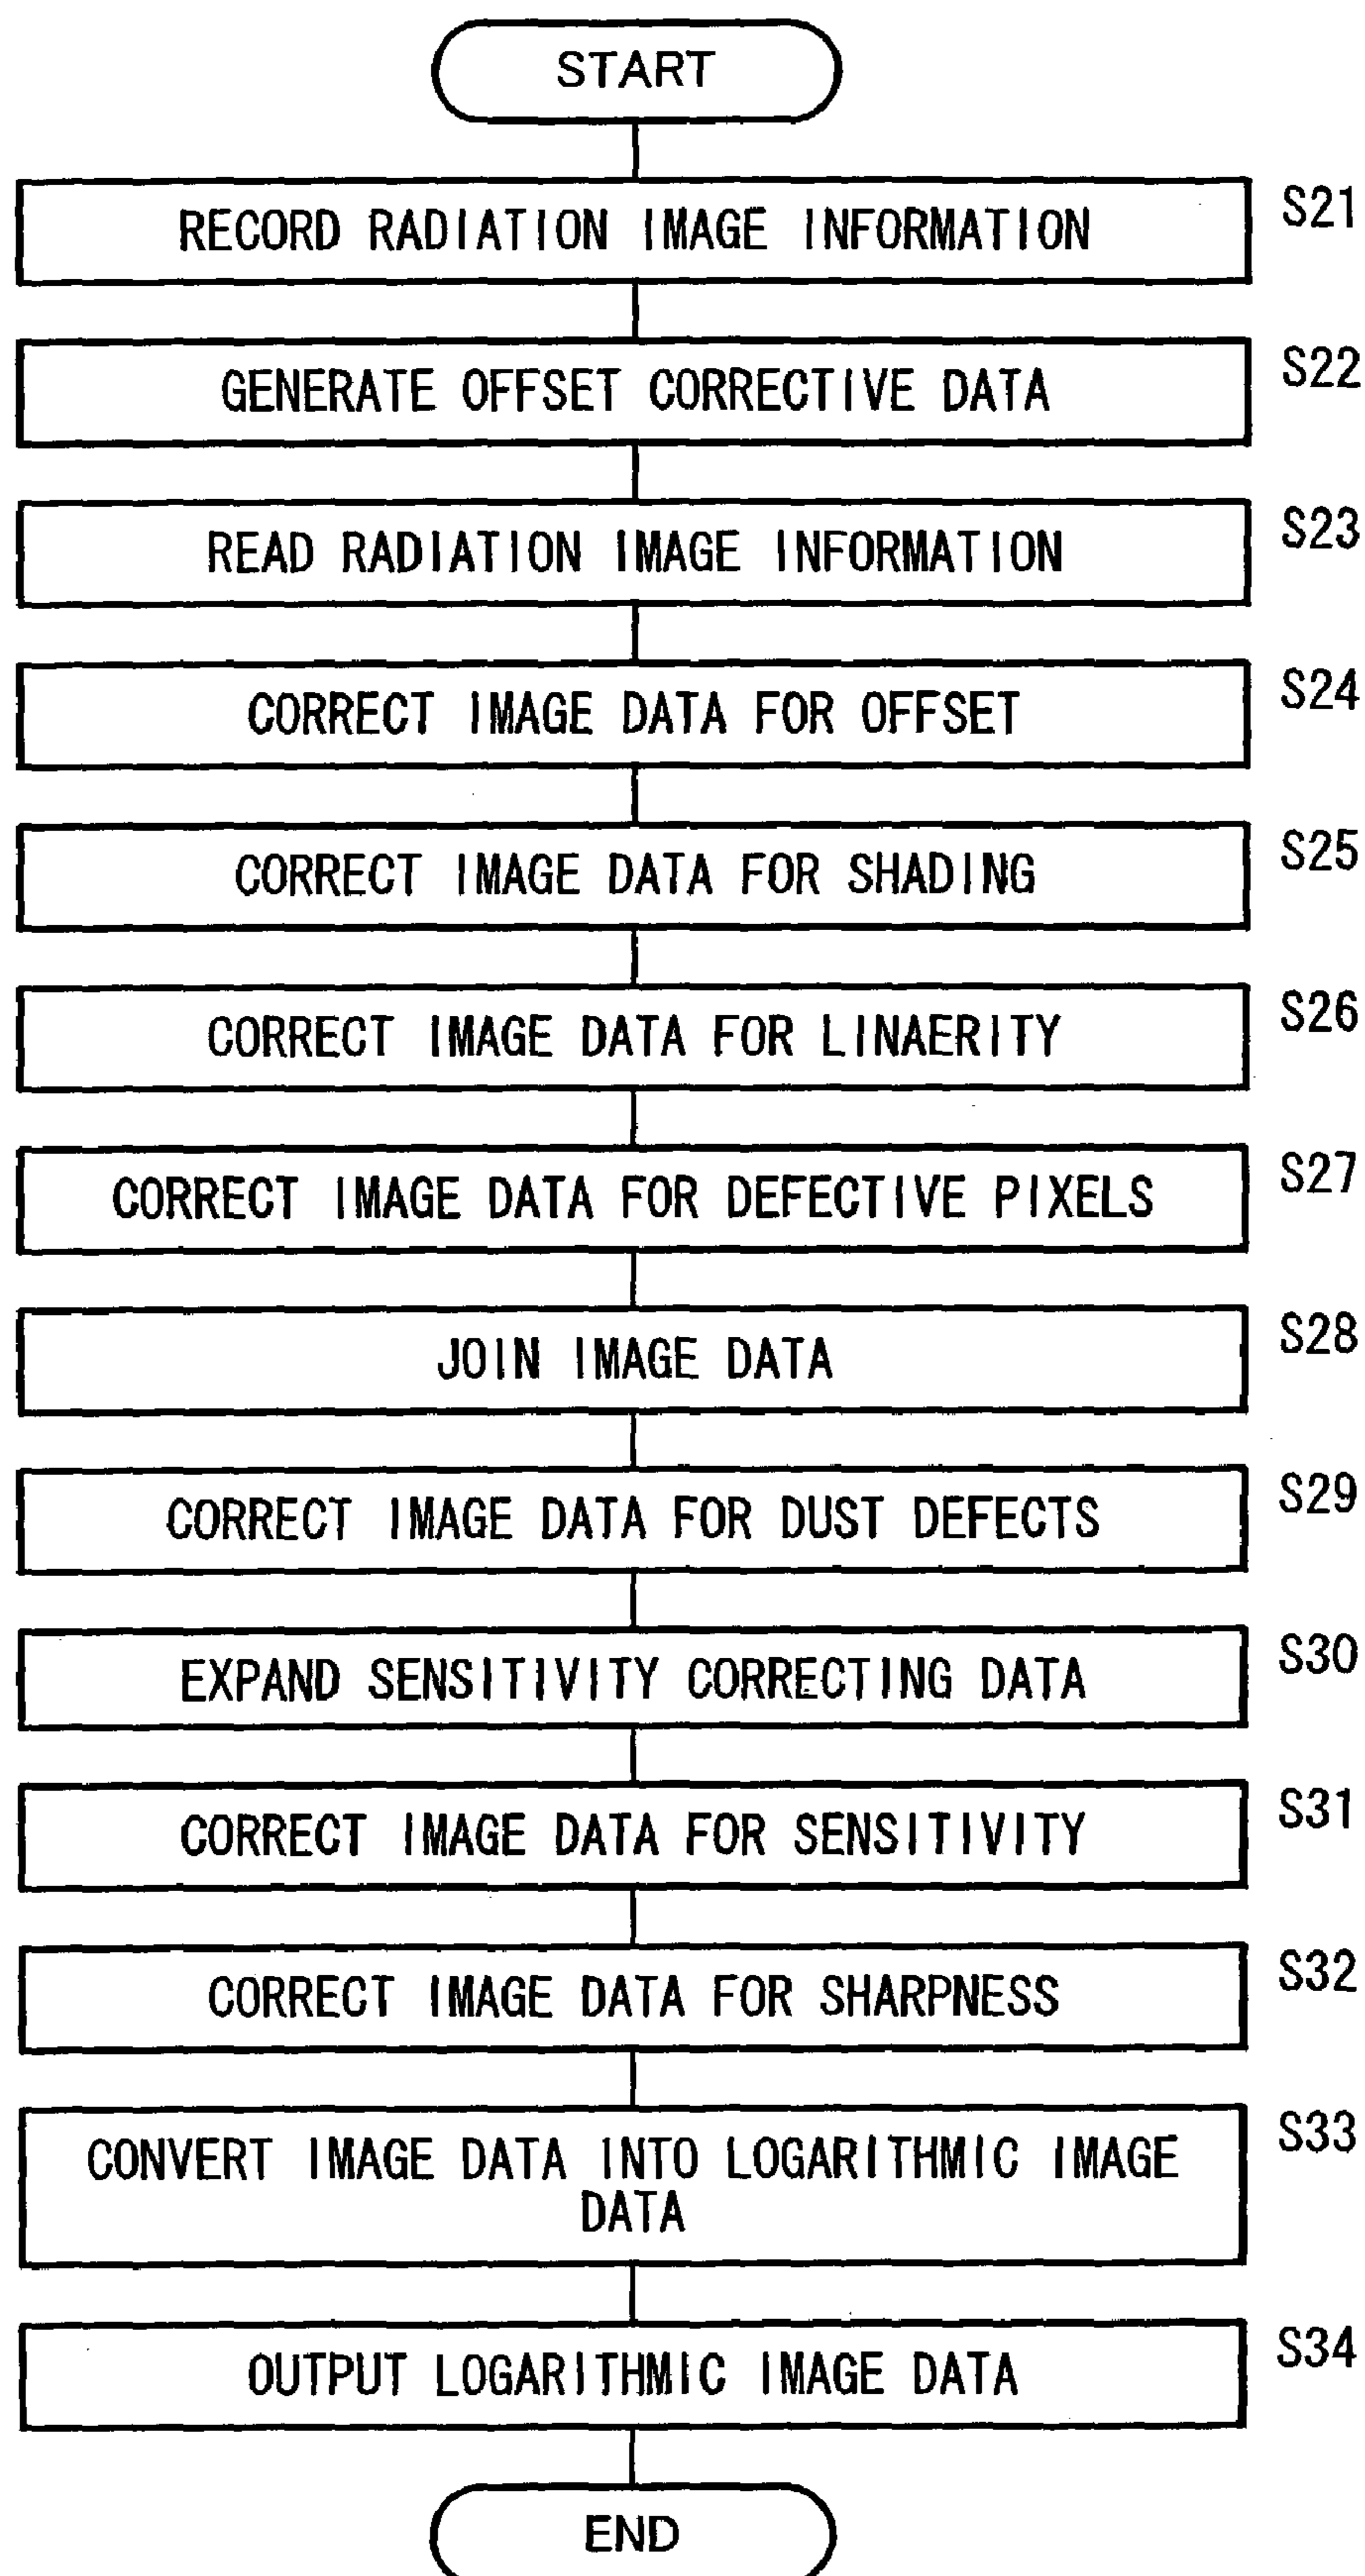 START
RECORD RADIATION IMAGE INFORMATION S21
GENERATE OFFSET CORRECTIVE DATA S22
READ RADIATION IMAGE INFORMATION S23
CORRECT IMAGE DATA FOR OFFSET S24
CORRECT IMAGE DATA FOR SHADING S25
CORRECT IMAGE DATA FOR LINAERITY S26
CORRECT IMAGE DATA FOR DEFECTIVE PIXELS S27
JOIN IMAGE DATA S28
CORRECT IMAGE DATA FOR DUST DEFECTS S29
EXPAND SENSITIVITY CORRECTING DATA S30
CORRECT IMAGE DATA FOR SENSITIVITY S31
CORRECT IMAGE DATA FOR SHARPNESS S32
CONVERT IMAGE DATA INTO LOGARITHMIC IMAGE S33
DATA
OUTPUT LOGARITHMIC IMAGE DATA S34
END